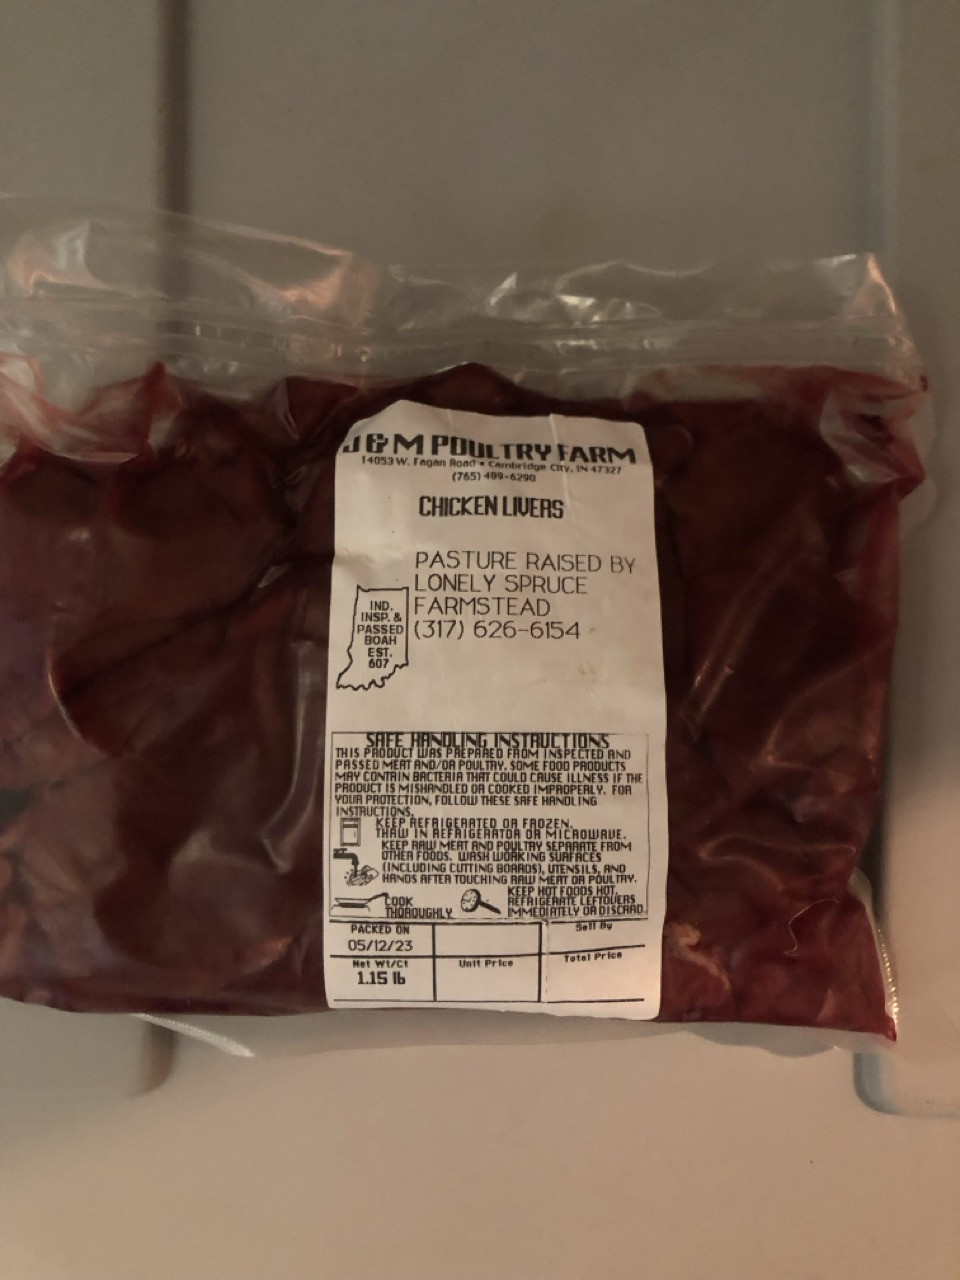 J & M POULTRY FARM
14053 W. Fagan Road • Cambridge City, IN 47327
(765) 489-6290
CHICKEN LIVERS
PASTURE RAISED BY
LONELY SPRUCE
FARMSTEAD
(317) 626-6154
IND.
INSP. &
PASSED
BOAH
EST.
607
SAFE HANDLING INSTRUCTIONS
THIS PRODUCT WAS PREPARED FROM INSPECTED AND
PASSED MEAT AND/OR POULTRY. SOME FOOD PRODUCTS
MAY CONTAIN BACTERIA THAT COULD CAUSE ILLNESS IF THE
PRODUCT IS MISHANDLED OR COOKED IMPROPERLY. FOR
YOUR PROTECTION, FOLLOW THESE SAFE HANDLING
INSTRUCTIONS.
KEEP REFRIGERATED OR FROZEN.
THAW IN REFRIGERATOR OR MICROWAVE.
KEEP RAW MEAT AND POULTRY SEPARATE FROM
OTHER FOODS. WASH WORKING SURFACES
(INCLUDING CUTTING BOARDS), UTENSILS, AND
HANDS AFTER TOUCHING RAW MEAT OR POULTRY.
COOK
THOROUGHLY
KEEP HOT FOODS HOT.
REFRIGERATE LEFTOVERS
IMMEDIATELY OR DISCARD.
PACKED ON
05/12/23
Sell By
Net Wt/Ct
1.15 lb
Unit Price
Total Price